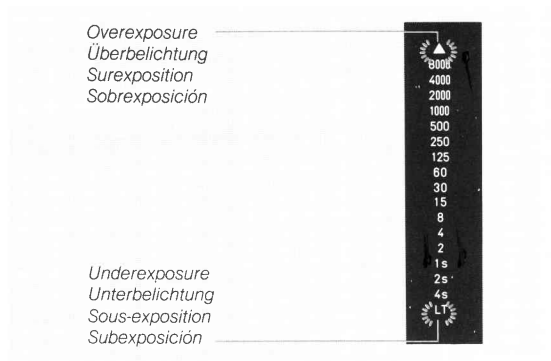 Overexposure
Überbelichtung
Surexposition
Sobrexposición
8000
4000
2000
1000
500
250
125
60
30
15
8
4
2
1s
2s
4s
LT
Underexposure
Unterbelichtung
Sous-exposition
Subexposición